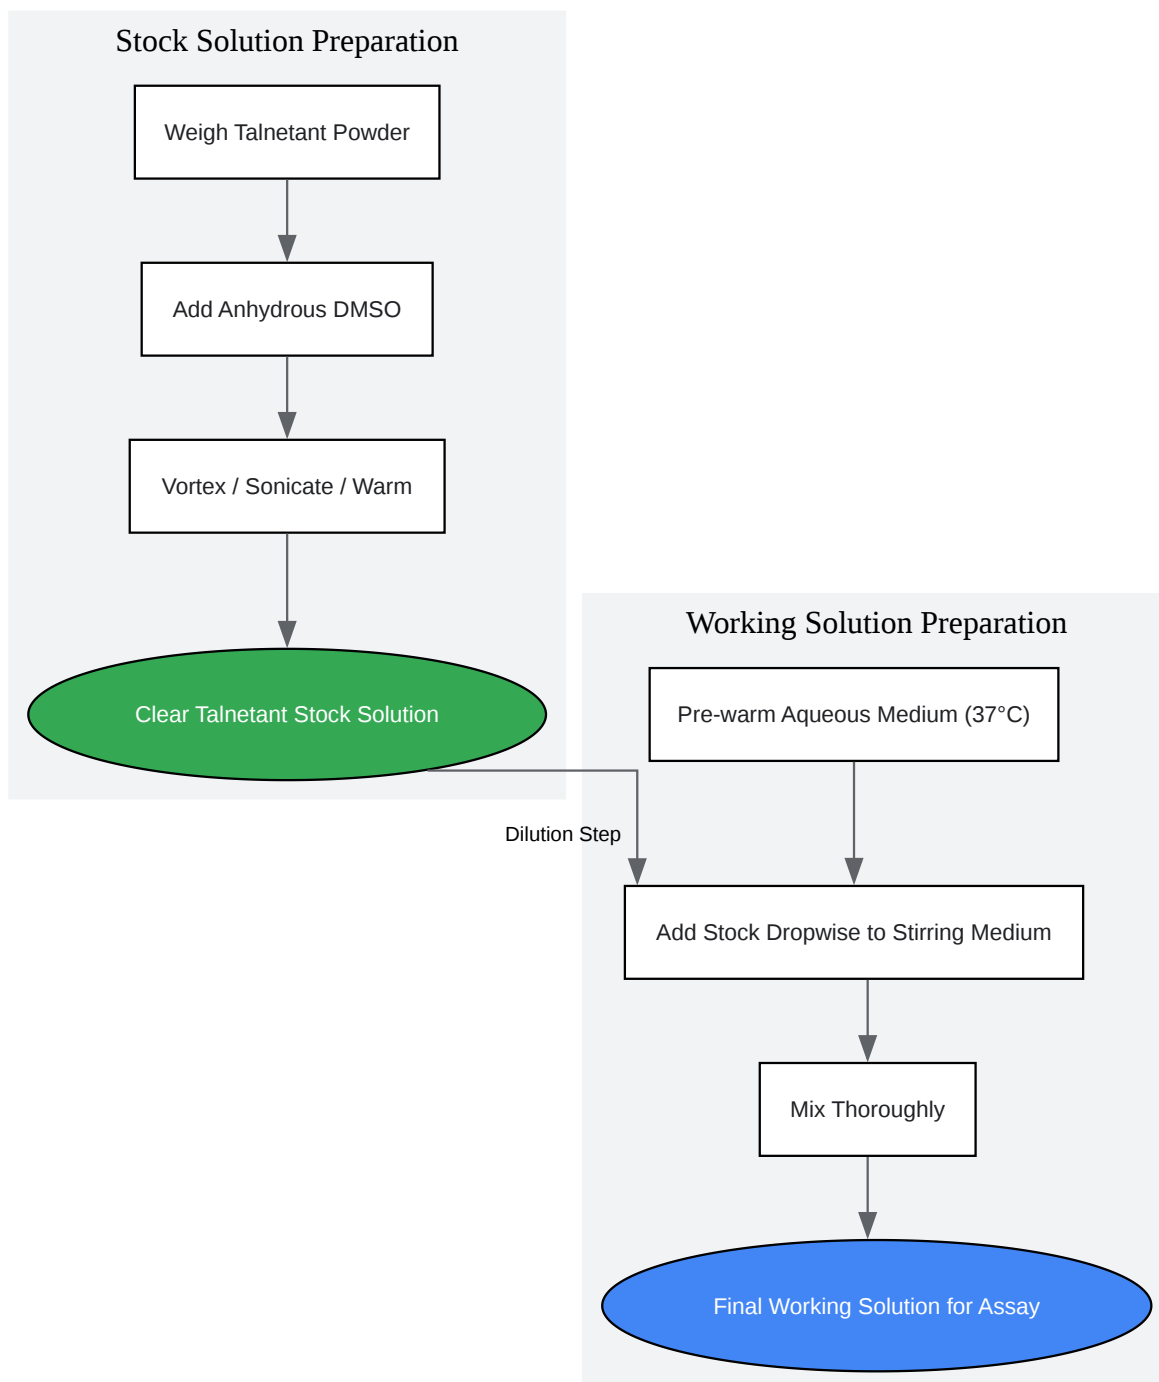 Stock Solution Preparation
Weigh Talnetant Powder
Add Anhydrous DMSO
Vortex / Sonicate / Warm
Clear Talnetant Stock Solution
Dilution Step
Working Solution Preparation
Pre-warm Aqueous Medium (37°C)
Add Stock Dropwise to Stirring Medium
Mix Thoroughly
Final Working Solution for Assay